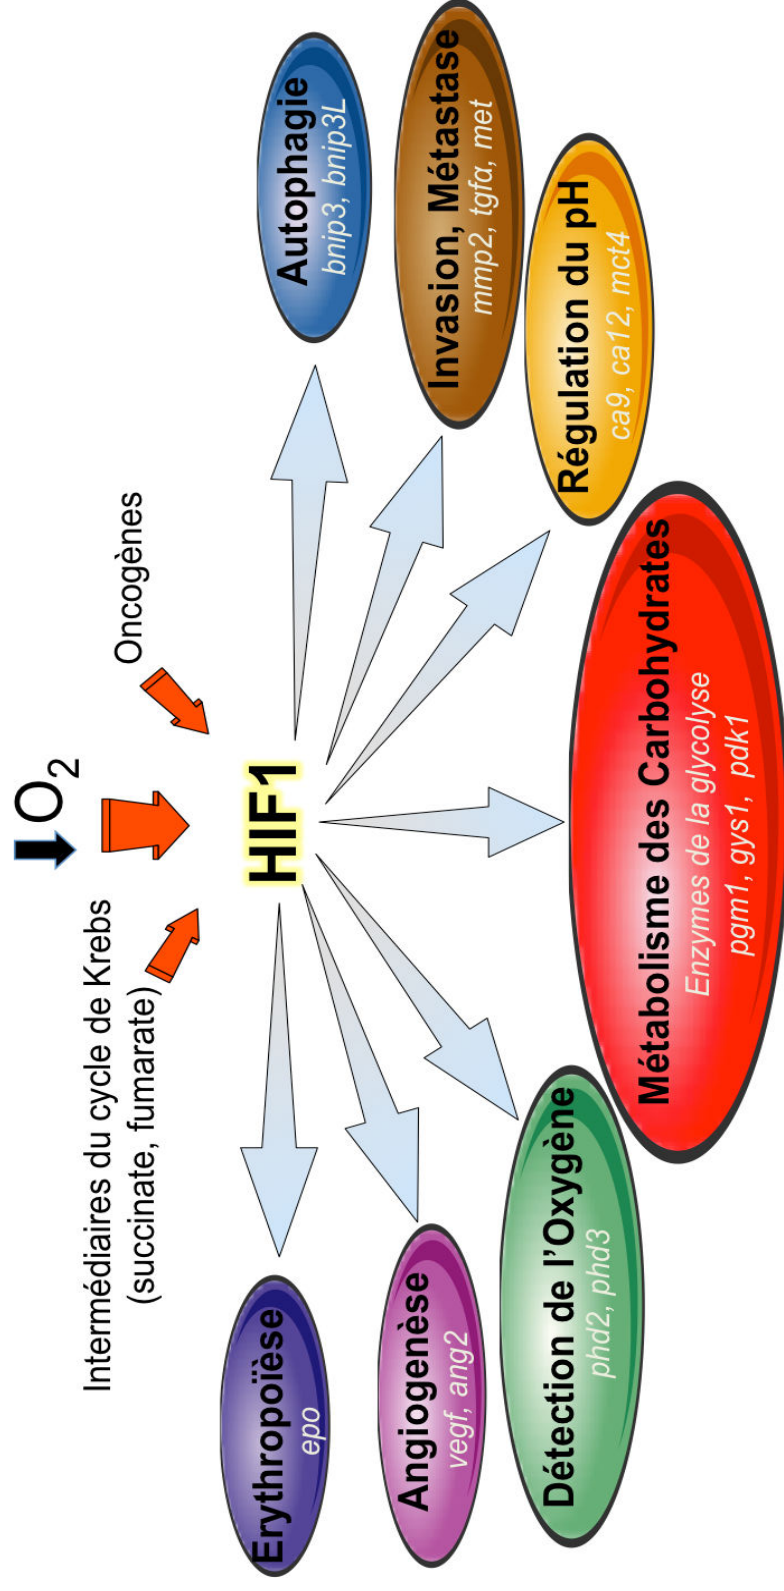 O2
Intermédiaires du cycle de Krebs
(succinate, fumarate)
Oncogènes
HIF1
Erythropoïèse
epo
Angiogenèse
vegf, ang2
Détection de l'Oxygène
phd2, phd3
Métabolisme des Carbohydrates
Enzymes de la glycolyse
pgm1, gys1, pdk1
Régulation du pH
ca9, ca12, mct4
Invasion, Métastase
mmp2, tgfα, met
Autophagie
bnip3, bnip3L